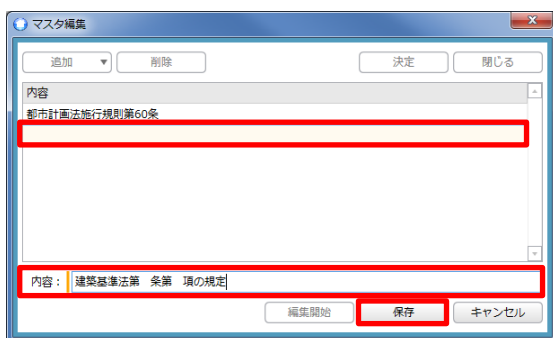 マスタ編集
追加 ▼ 削除 決定 閉じる
内容
都市計画法施行規則第60条
内容： 建築基準法第　条第　項の規定
編集開始 保存 キャンセル